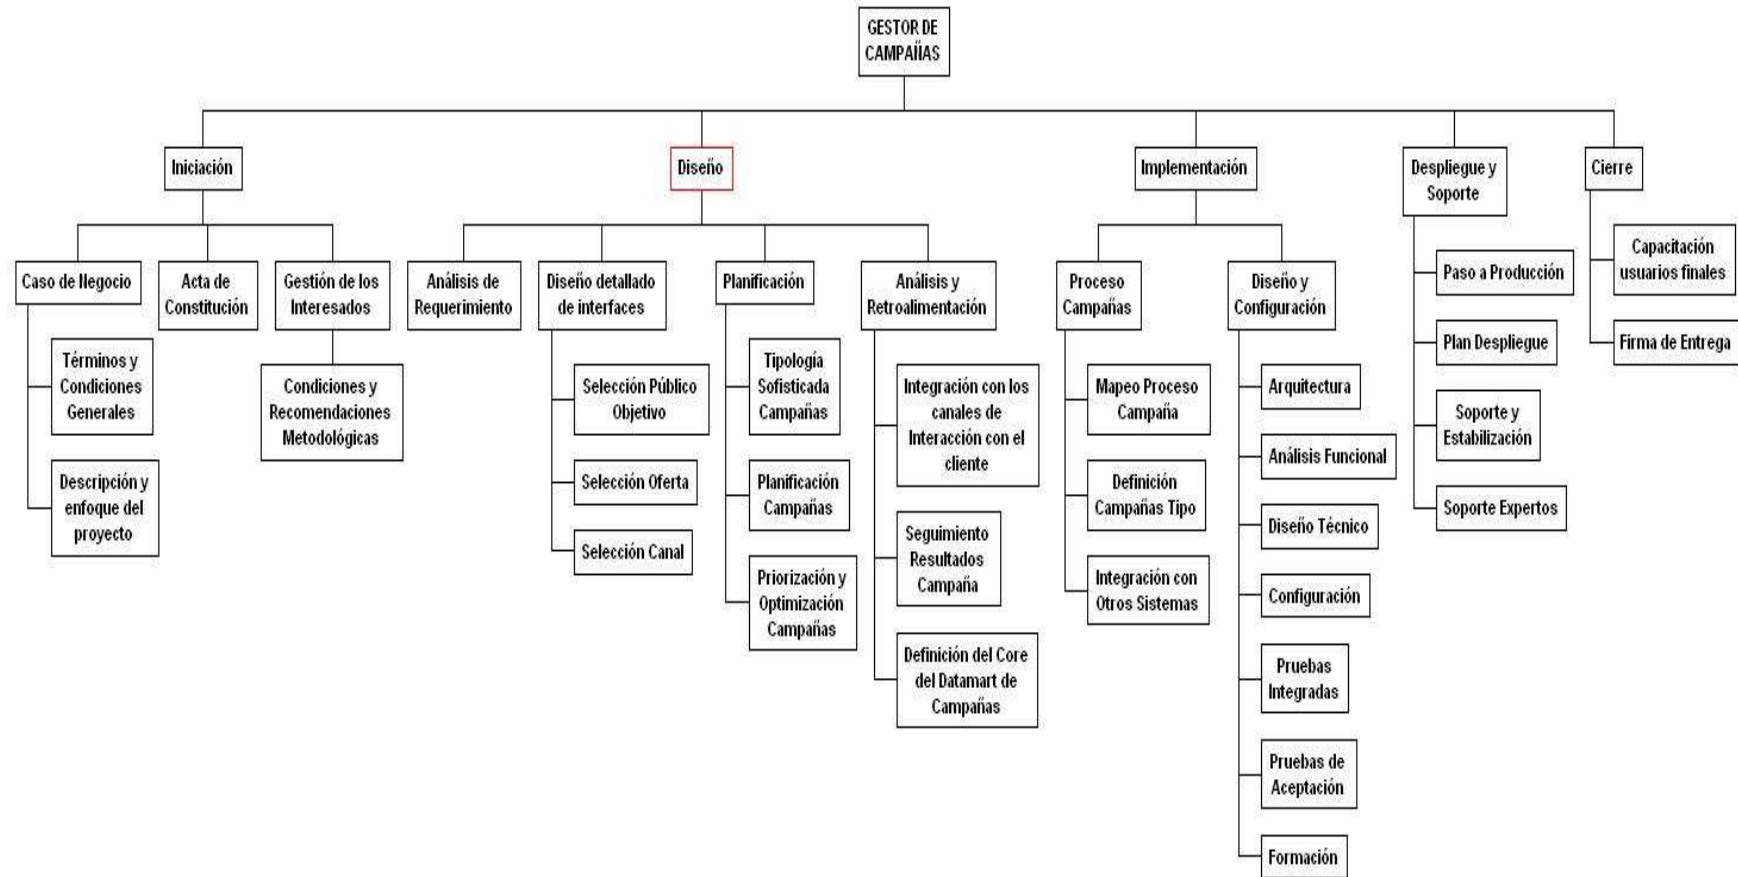 GESTOR DE
CAMPAÑAS
Iniciación
Diseño
Implementación
Despliegue y
Soporte
Cierre
Caso de Negocio
Términos y
Condiciones
Generales
Descripción y
enfoque del
proyecto
Acta de
Constitución
Gestión de los
Interesados
Condiciones y
Recomendaciones
Metodológicas
Análisis de
Requerimiento
Diseño detallado
de interfaces
Selección Público
Objetivo
Selección Oferta
Selección Canal
Planificación
Tipología
Sofisticada
Campañas
Planificación
Campañas
Priorización y
Optimización
Campañas
Análisis y
Retroalimentación
Integración con los
canales de
Interacción con el
cliente
Seguimiento
Resultados
Campaña
Definición del Core
del Datamart de
Campañas
Proceso
Campañas
Mapeo Proceso
Campaña
Definición
Campañas Tipo
Integración con
Otros Sistemas
Diseño y
Configuración
Arquitectura
Análisis Funcional
Diseño Técnico
Configuración
Pruebas
Integradas
Pruebas de
Aceptación
Formación
Paso a Producción
Plan Despliegue
Soporte y
Estabilización
Soporte Expertos
Capacitación
usuarios finales
Firma de Entrega